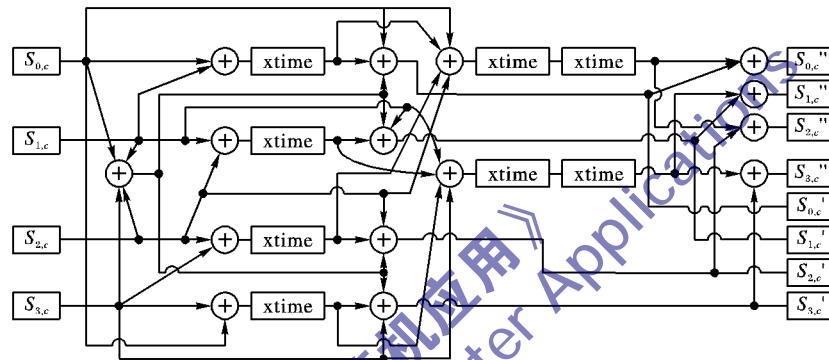 S0,c
xtime
xtime
xtime
S0,c''
S1,c''
S1,c
xtime
S2,c''
xtime
xtime
S3,c''
S0,c'
S2,c
xtime
S1,c'
S2,c'
S3,c
xtime
S3,c'
机应用》
ter Applications